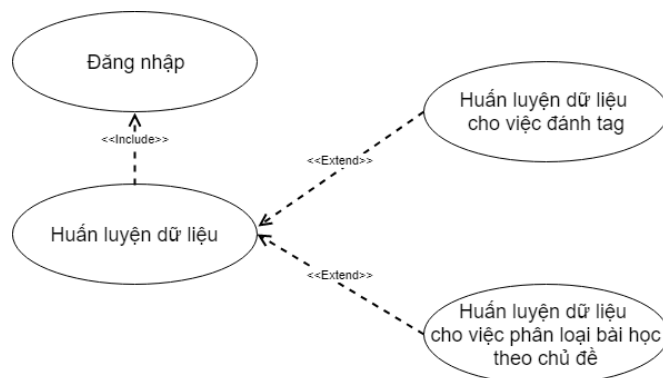 Đăng nhập
<<Include>>
Huấn luyện dữ liệu
Huấn luyện dữ liệu
cho việc đánh tag
<<Extend>>
<<Extend>>
Huấn luyện dữ liệu
cho việc phân loại bài học
theo chủ đề